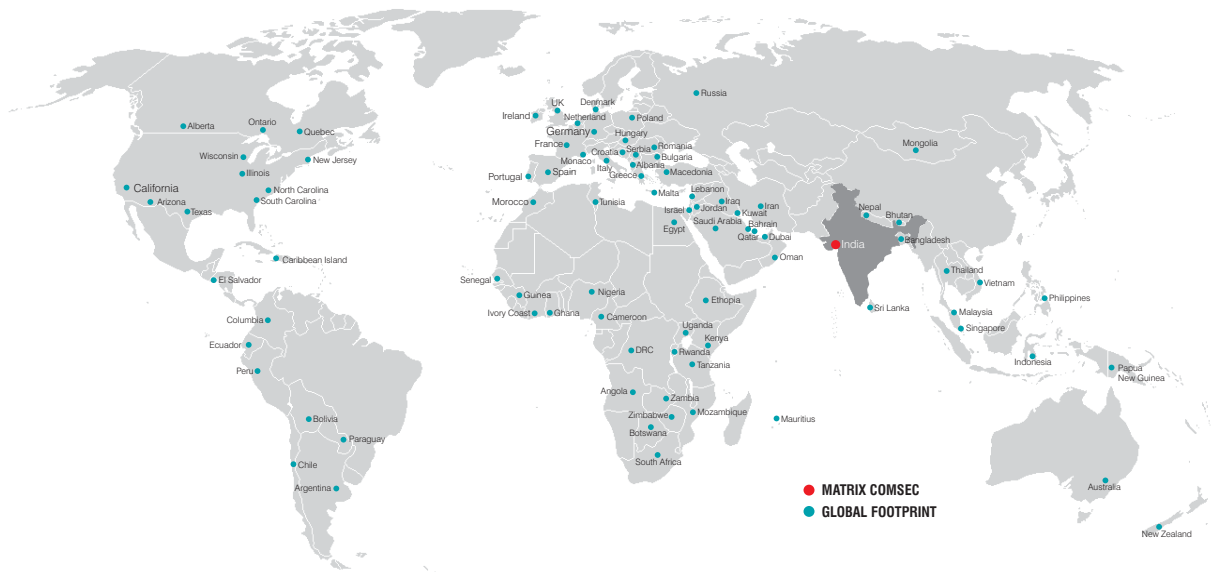 Russia
UK
Denmark
Ireland
Netherland
Poland
Alberta
Ontario
Quebec
Germany
Hungary
France
Croatia
Serbia
Romania
Mongolia
Wisconsin
New Jersey
Monaco
Italy
Bulgaria
Albania
Illinois
Portugal
Spain
Greece
Macedonia
California
North Carolina
Malta
Lebanon
Arizona
South Carolina
Morocco
Tunisia
Iraq
Iran
Texas
Israel
Jordan
Kuwait
Nepal
Saudi Arabia
Bhutan
Egypt
Bahrain
Qatar
Dubai
Bangladesh
India
Oman
Caribbean Island
Thailand
El Salvador
Senegal
Vietnam
Guinea
Nigeria
Ethopia
Philippines
Sri Lanka
Ivory Coast
Ghana
Cameroon
Malaysia
Columbia
Uganda
Singapore
Ecuador
Kenya
DRC
Rwanda
Indonesia
Peru
Tanzania
Papua
New Guinea
Angola
Zambia
Bolivia
Zimbabwe
Mozambique
Mauritius
Botswana
Paraguay
Chile
South Africa
Argentina
MATRIX COMSEC
Australia
GLOBAL FOOTPRINT
New Zealand